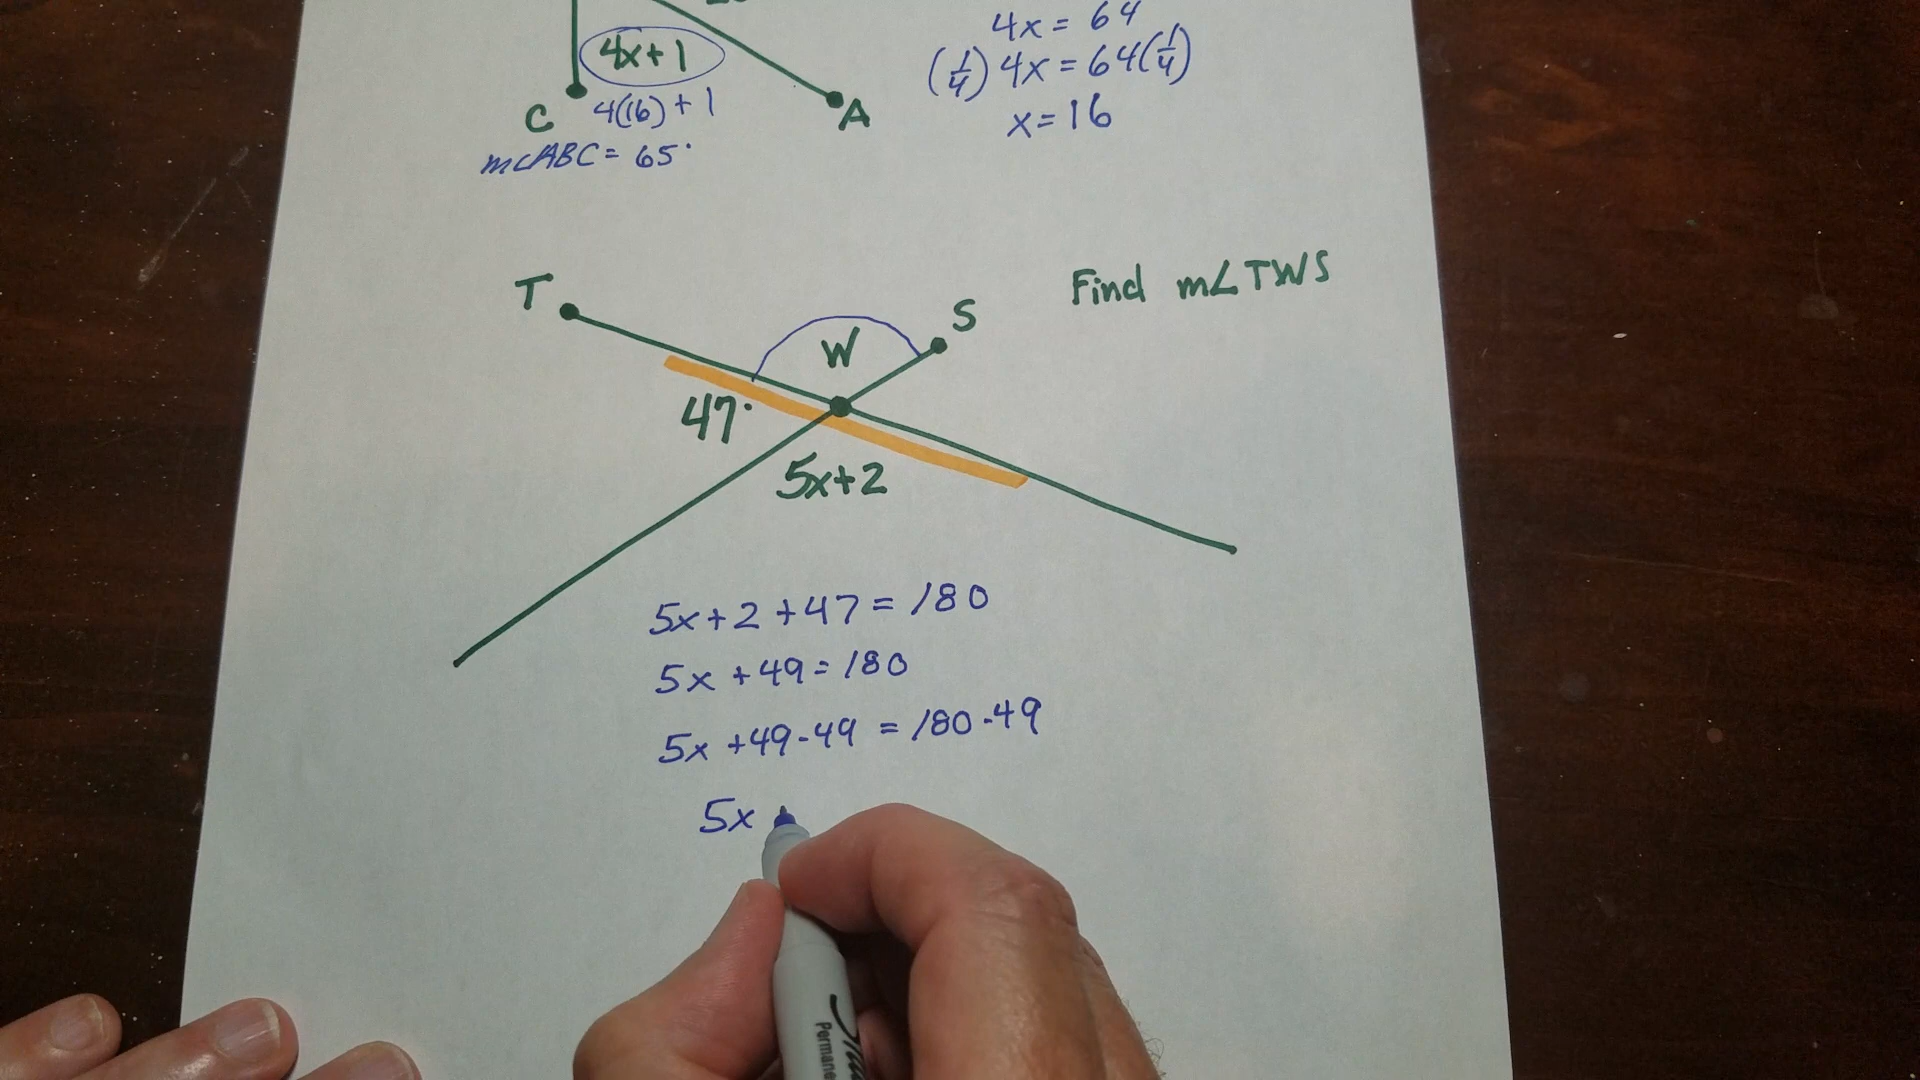 4x = 64
4x+1
(1/4) 4x = 64(1/4)
C 4(16) + 1
A
x = 16
m∠ABC = 65°
T
S
Find m∠TWS
W
47°
5x+2
5x + 2 + 47 = 180
5x + 49 = 180
5x + 49 - 49 = 180 - 49
5x